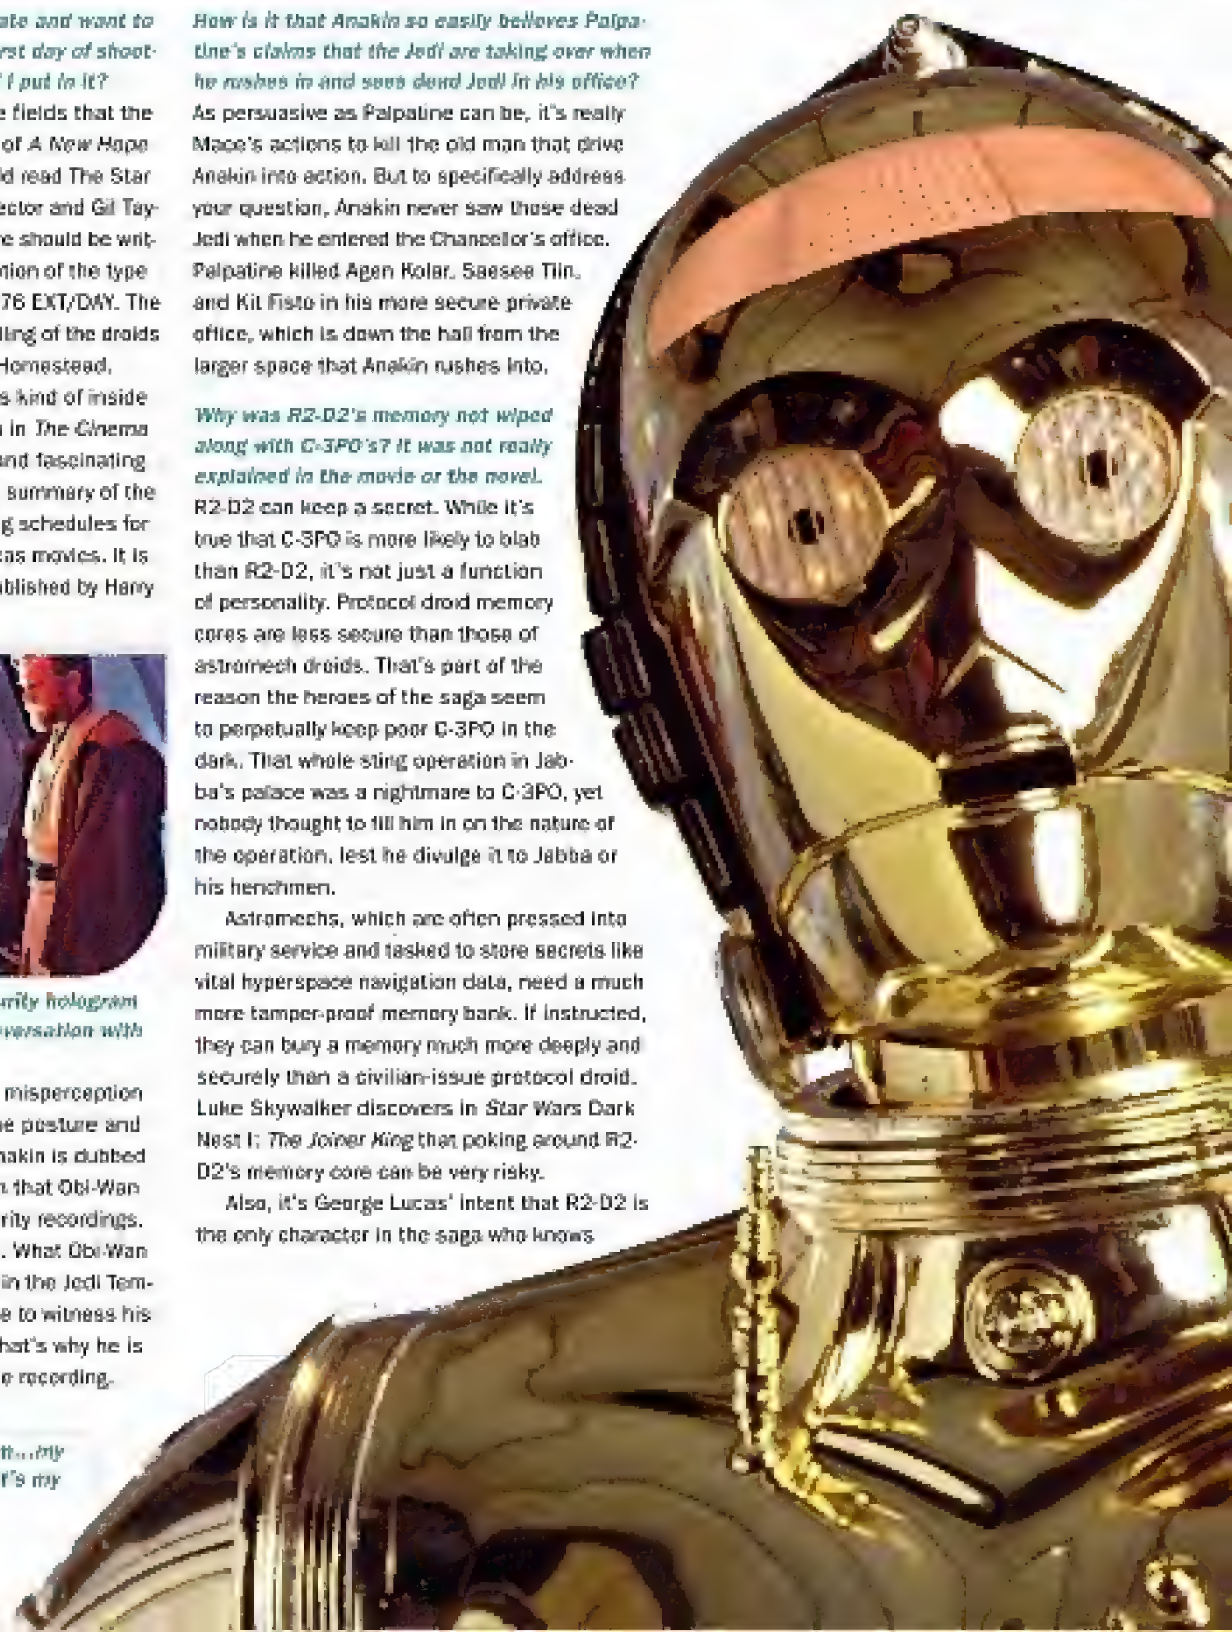 ate and want to
rst day of shoot-
I put in it?
e fields that the
of A New Hope
ld read The Star
ector and Gil Tay-
re should be writ-
tion of the type
76 EXT/DAY. The
lling of the droids
Homestead.
s kind of inside
in The Cinema
and fascinating
summary of the
g schedules for
cas movies. It is
ublished by Harry
urity hologram
versation with
misperception
e posture and
nakin is dubbed
n that Obi-Wan
rity recordings.
. What Obi-Wan
in the Jedi Tem-
e to witness his
hat's why he is
e recording.
...my
t's my
How is it that Anakin so easily believes Palpa-
tine's claims that the Jedi are taking over when
he rushes in and sees dead Jedi in his office?
As persuasive as Palpatine can be, it's really
Mace's actions to kill the old man that drive
Anakin into action. But to specifically address
your question, Anakin never saw those dead
Jedi when he entered the Chancellor's office.
Palpatine killed Agen Kolar, Saesee Tiin,
and Kit Fisto in his more secure private
office, which is down the hall from the
larger space that Anakin rushes into.
Why was R2-D2's memory not wiped
along with C-3PO's? It was not really
explained in the movie or the novel.
R2-D2 can keep a secret. While it's
true that C-3PO is more likely to blab
than R2-D2, it's not just a function
of personality. Protocol droid memory
cores are less secure than those of
astromech droids. That's part of the
reason the heroes of the saga seem
to perpetually keep poor C-3PO in the
dark. That whole sting operation in Jab-
ba's palace was a nightmare to C-3PO, yet
nobody thought to fill him in on the nature of
the operation, lest he divulge it to Jabba or
his henchmen.
Astromechs, which are often pressed into
military service and tasked to store secrets like
vital hyperspace navigation data, need a much
more tamper-proof memory bank. If instructed,
they can bury a memory much more deeply and
securely than a civilian-issue protocol droid.
Luke Skywalker discovers in Star Wars Dark
Nest I: The Joiner King that poking around R2-
D2's memory core can be very risky.
Also, it's George Lucas' intent that R2-D2 is
the only character in the saga who knows